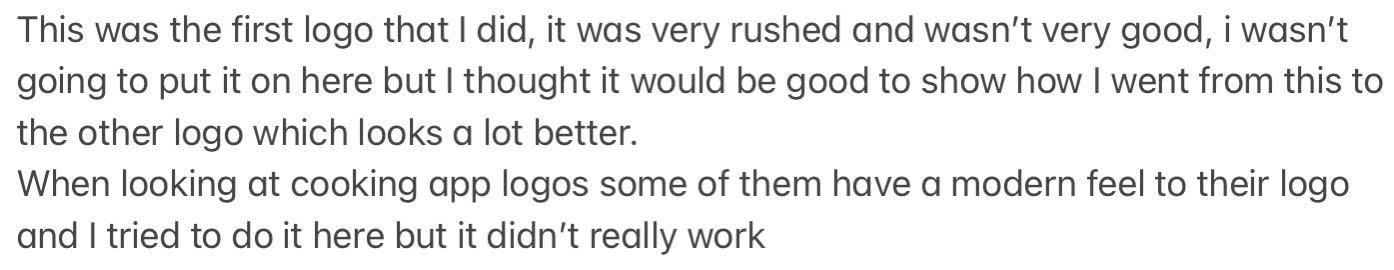 This was the first logo that I did, it was very rushed and wasn’t very good, i wasn’t
going to put it on here but I thought it would be good to show how I went from this to
the other logo which looks a lot better.
When looking at cooking app logos some of them have a modern feel to their logo
and I tried to do it here but it didn’t really work